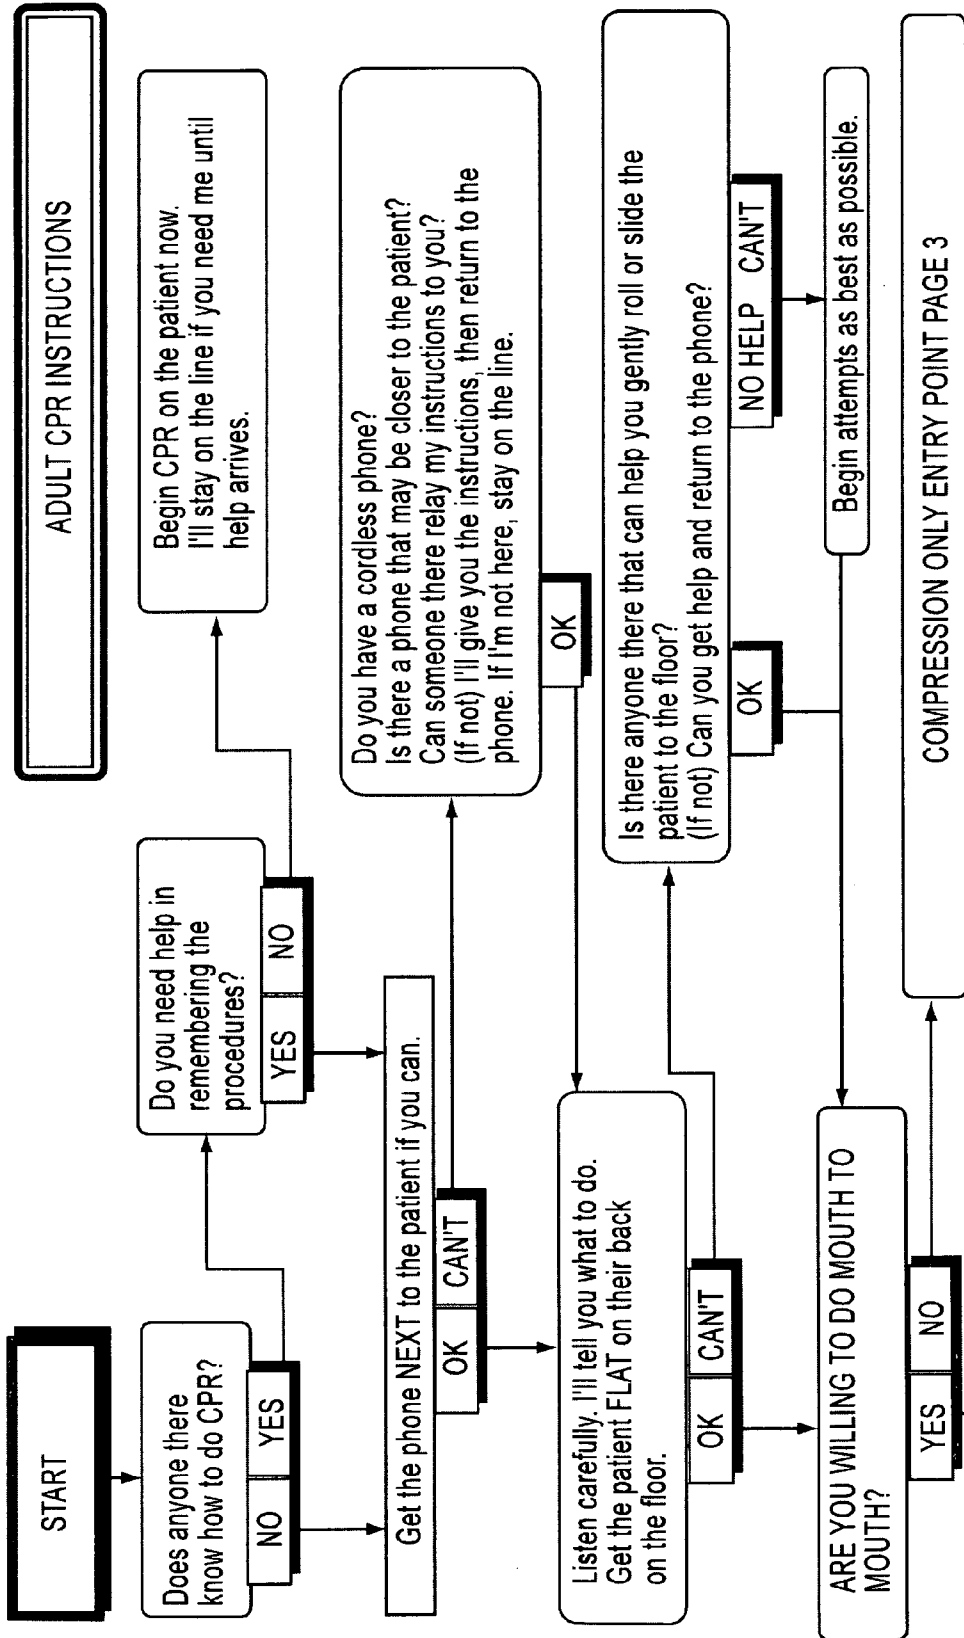 ADULT CPR INSTRUCTIONS
START
Does anyone there
know how to do CPR?
NO YES
Do you need help in
remembering the
procedures?
YES NO
Begin CPR on the patient now.
I'll stay on the line if you need me until
help arrives.
Get the phone NEXT to the patient if you can.
OK CAN'T
Do you have a cordless phone?
Is there a phone that may be closer to the patient?
Can someone there relay my instructions to you?
(If not) I'll give you the instructions, then return to the
phone. If I'm not here, stay on the line.
OK
Listen carefully. I'll tell you what to do.
Get the patient FLAT on their back
on the floor.
OK CAN'T
Is there anyone there that can help you gently roll or slide the
patient to the floor?
(If not) Can you get help and return to the phone?
OK
NO HELP CAN'T
Begin attempts as best as possible.
ARE YOU WILLING TO DO MOUTH TO
MOUTH?
YES NO
COMPRESSION ONLY ENTRY POINT PAGE 3